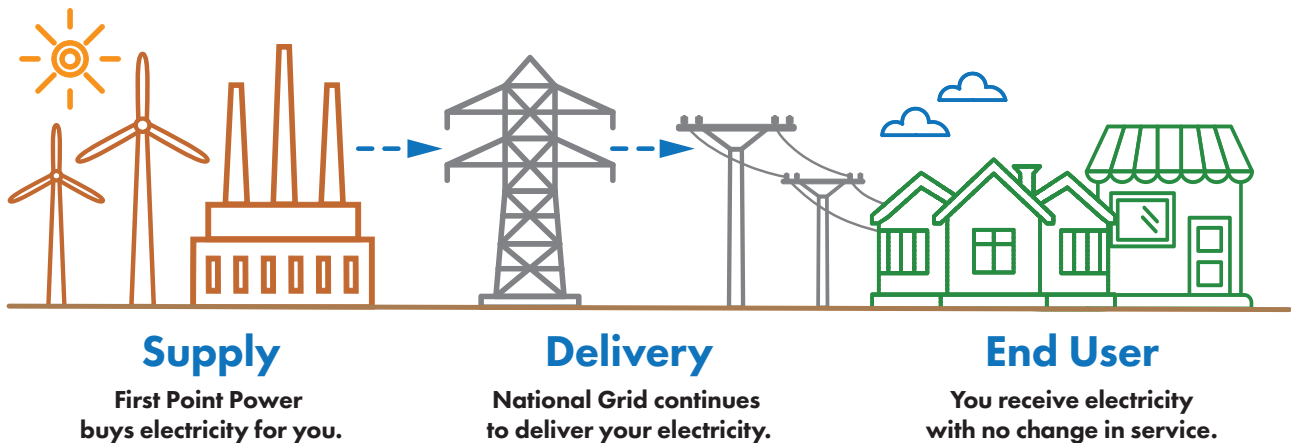 Supply
First Point Power
buys electricity for you.
Delivery
National Grid continues
to deliver your electricity.
End User
You receive electricity
with no change in service.